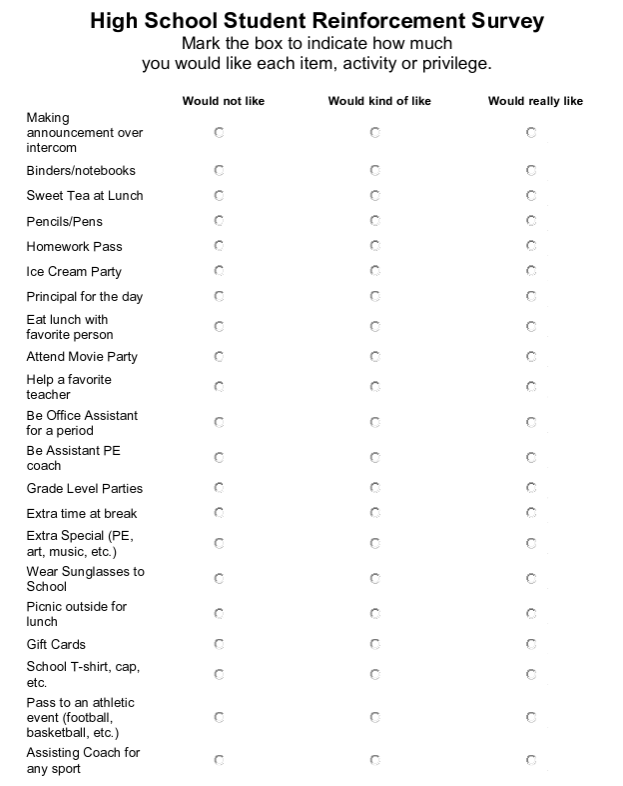 High School Student Reinforcement Survey
Mark the box to indicate how much
you would like each item, activity or privilege.
Would not like Would kind of like Would really like
Making
announcement over
intercom
Binders/notebooks
Sweet Tea at Lunch
Pencils/Pens
Homework Pass
Ice Cream Party
Principal for the day
Eat lunch with
favorite person
Attend Movie Party
Help a favorite
teacher
Be Office Assistant
for a period
Be Assistant PE
coach
Grade Level Parties
Extra time at break
Extra Special (PE,
art, music, etc.)
Wear Sunglasses to
School
Picnic outside for
lunch
Gift Cards
School T-shirt, cap,
etc.
Pass to an athletic
event (football,
basketball, etc.)
Assisting Coach for
any sport